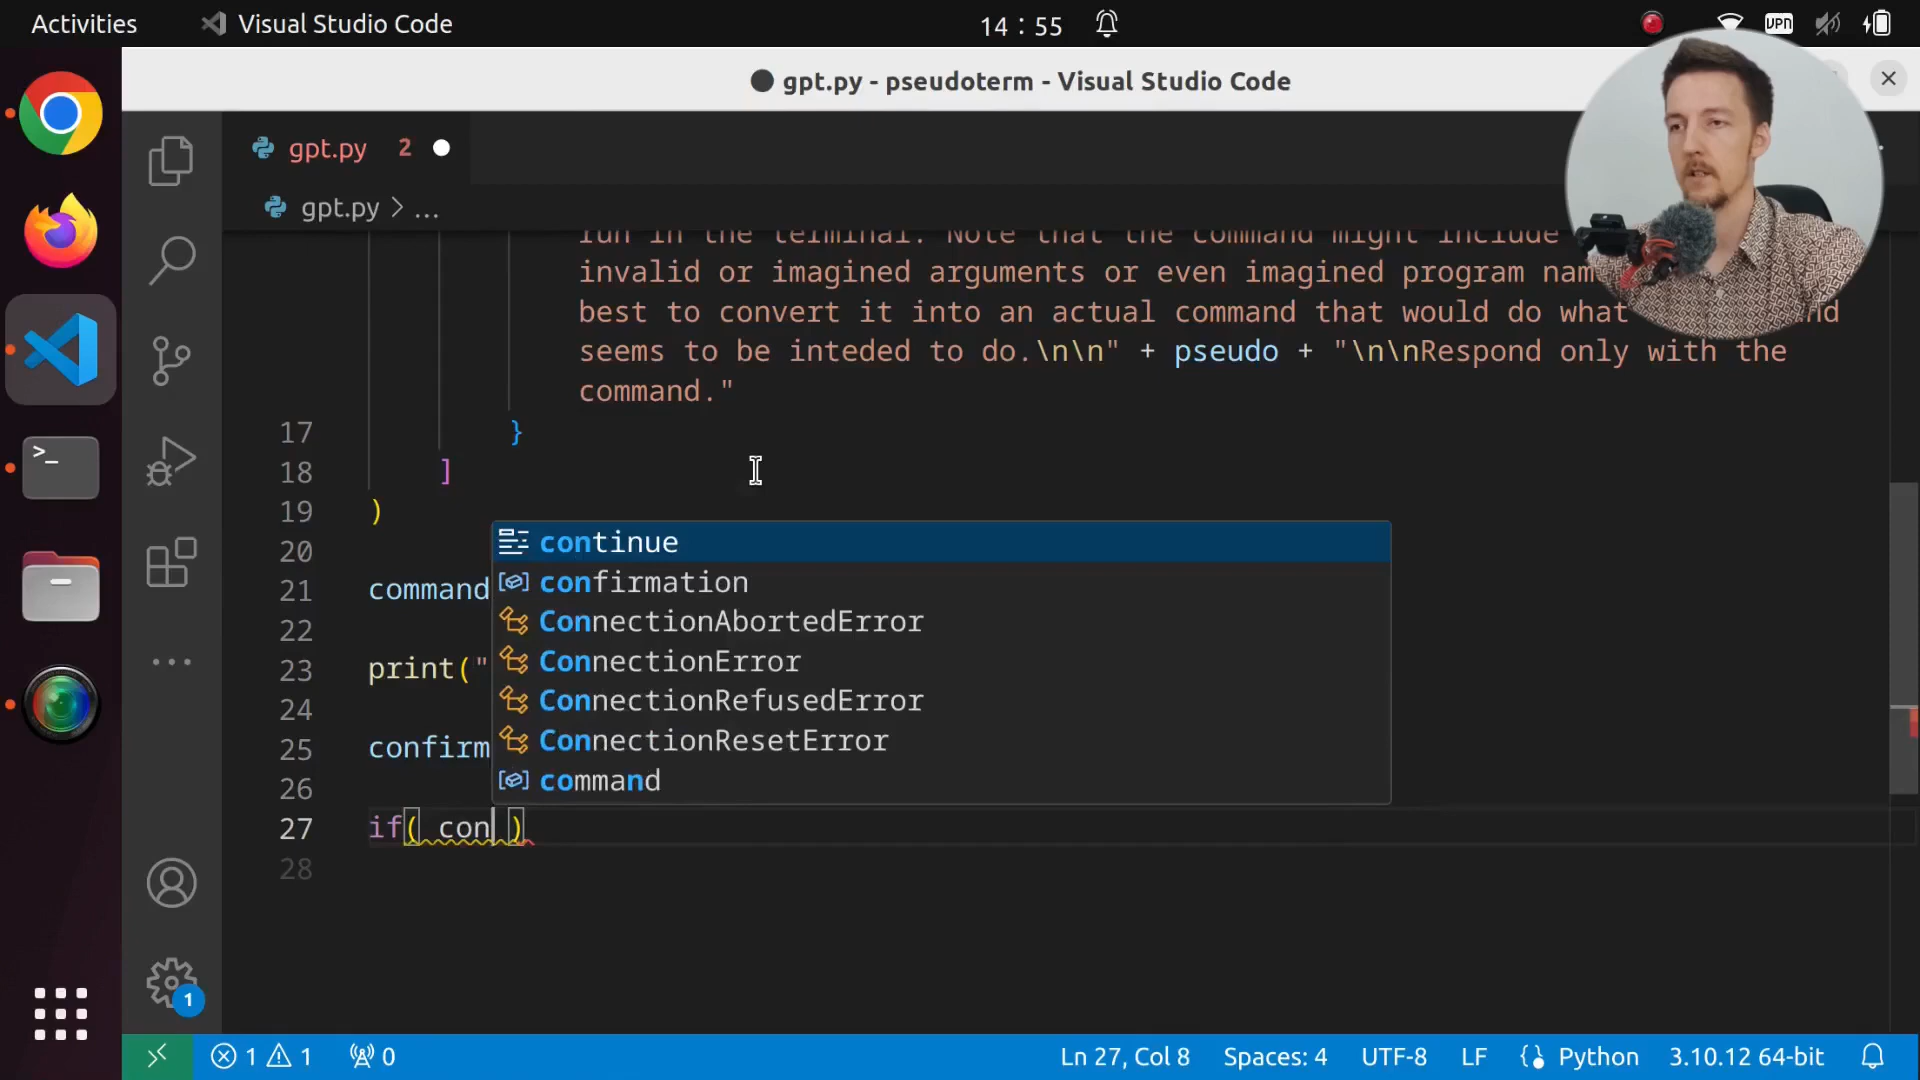 Activities
Visual Studio Code
14 : 55
VPN
gpt.py - pseudoterm - Visual Studio Code
gpt.py 2
gpt.py > ...
run in the terminal. Note that the command might include
invalid or imagined arguments or even imagined program
best to convert it into an actual command that would do what
seems to be inteded to do.\n\n" + pseudo + "\n\nRespond only with the
command."
17 }
18 ]
19 )
20
21 command
22
23 print("
24
25 confirm
26
27 if( con )
28
continue
confirmation
ConnectionAbortedError
ConnectionError
ConnectionRefusedError
ConnectionResetError
command
1
1 1 0
Ln 27, Col 8
Spaces: 4
UTF-8
LF
Python
3.10.12 64-bit